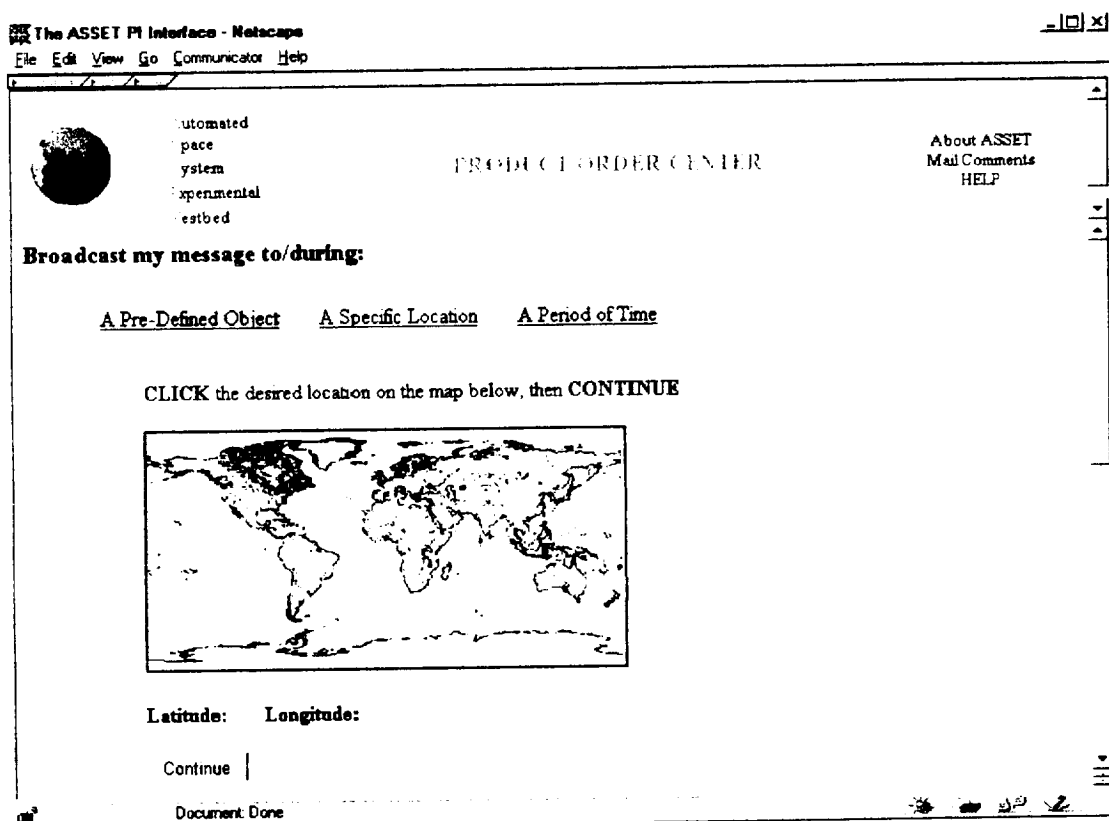 The ASSET PI Interface - Netscape
File Edit View Go Communicator Help
utomated
pace
ystem
xperimental
estbed
PRODUCT ORDER CENTER
About ASSET
Mail Comments
HELP
Broadcast my message to/during:
A Pre-Defined Object A Specific Location A Period of Time
CLICK the desired location on the map below, then CONTINUE
Latitude: Longitude:
Continue
Document: Done